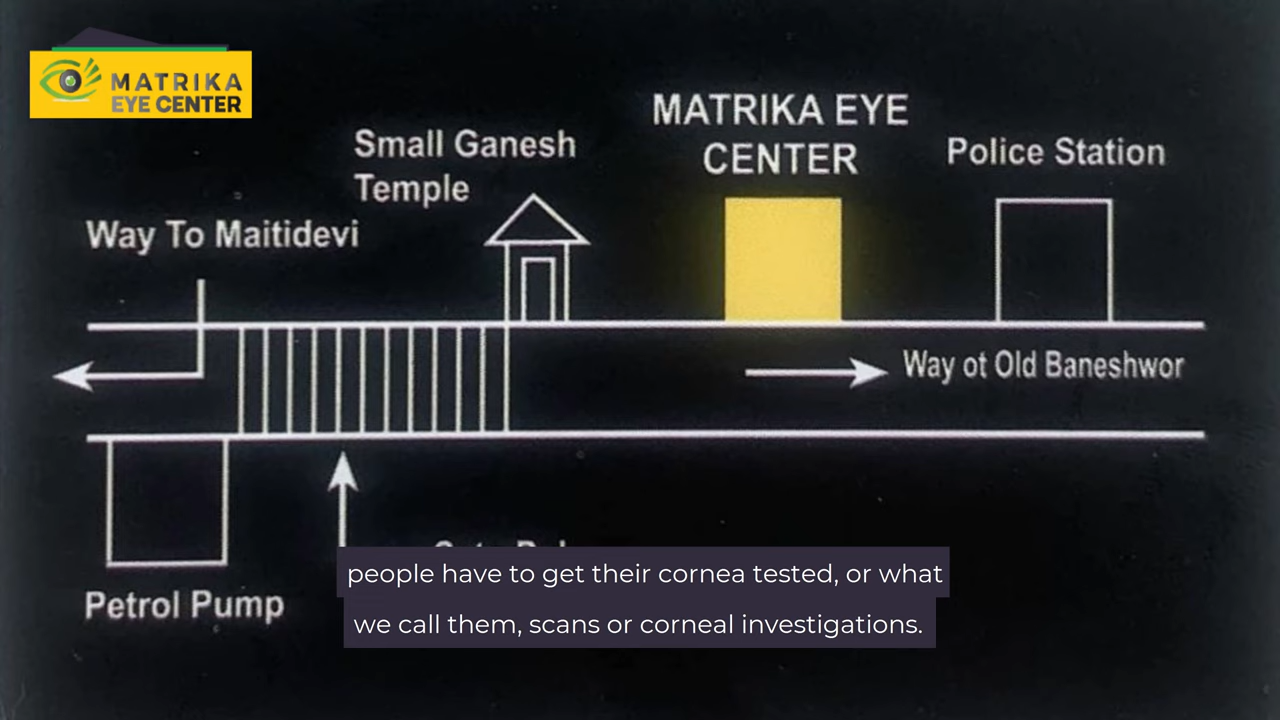 MATRIKA
EYE CENTER
MATRIKA EYE
CENTER
Small Ganesh
Temple
Police Station
Way To Maitidevi
Way ot Old Baneshwor
Petrol Pump
people have to get their cornea tested, or what
we call them, scans or corneal investigations.